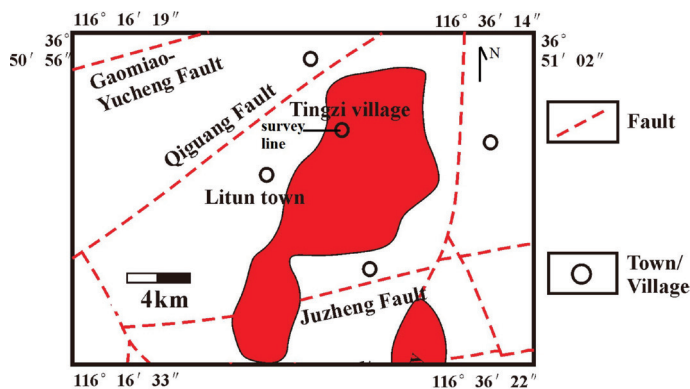 116° 16′ 19″
116° 36′ 14″
36°
50′ 56″
36°
51′ 02″
N
Gaomiao-
Yucheng Fault
Qiguang Fault
Tingzi village
survey
line
Litun town
4km
Juzheng Fault
Fault
Town/
Village
116° 16′ 33″
116° 36′ 22″